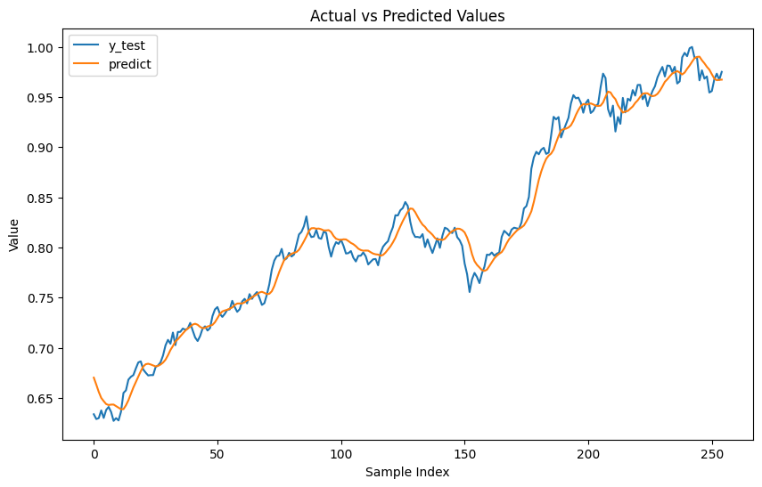 Actual vs Predicted Values
y_test
predict
Value
1.00
0.95
0.90
0.85
0.80
0.75
0.70
0.65
0
50
100
150
200
250
Sample Index